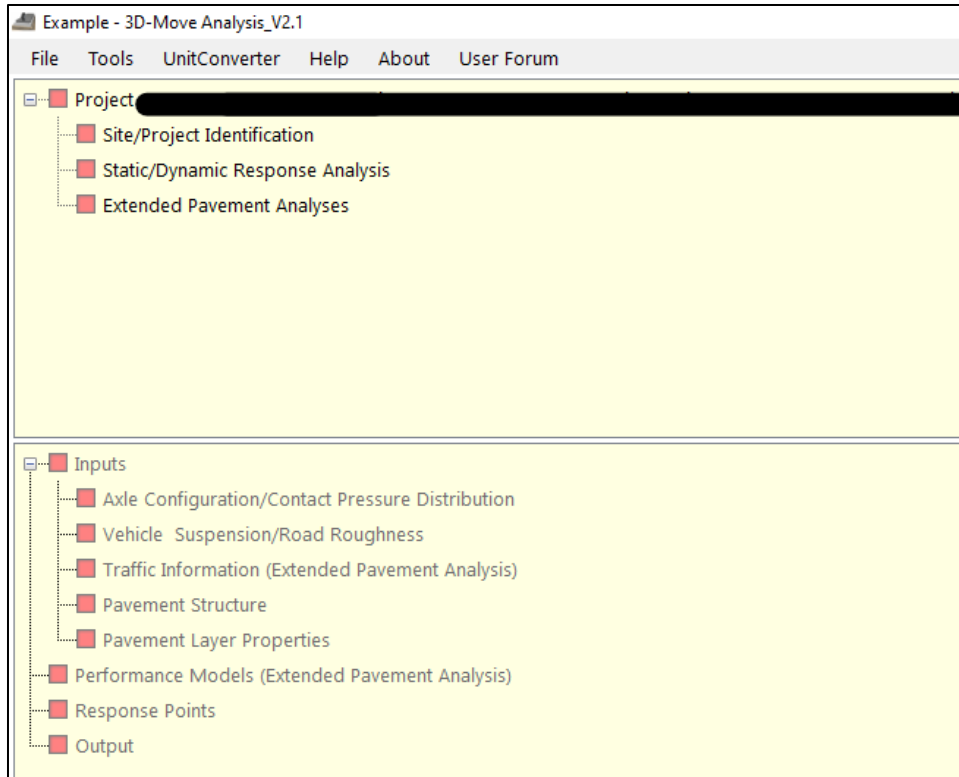 Example - 3D-Move Analysis_V2.1
File Tools UnitConverter Help About User Forum
Project
Site/Project Identification
Static/Dynamic Response Analysis
Extended Pavement Analyses
Inputs
Axle Configuration/Contact Pressure Distribution
Vehicle  Suspension/Road Roughness
Traffic Information (Extended Pavement Analysis)
Pavement Structure
Pavement Layer Properties
Performance Models (Extended Pavement Analysis)
Response Points
Output